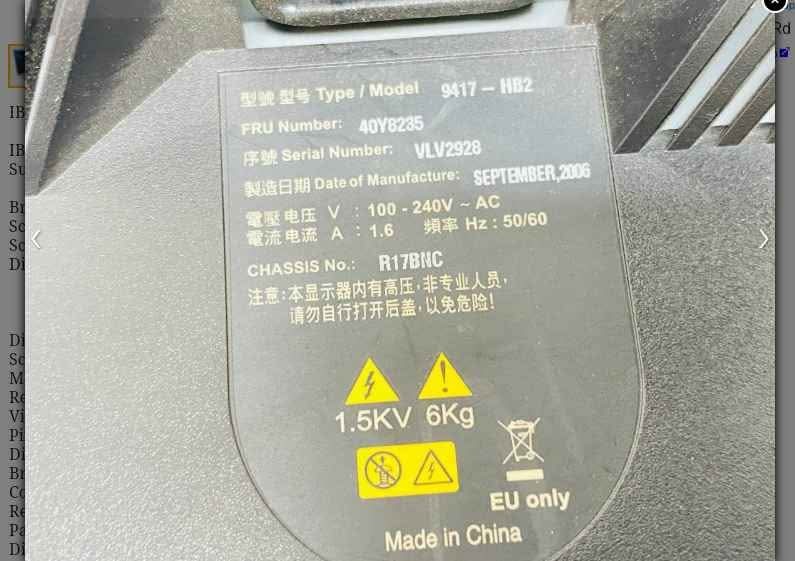 型號 型号 Type / Model 9417 – HB2
FRU Number: 40Y8235
序號 Serial Number: VLV2928
製造日期 Date of Manufacture: SEPTEMBER,2006
電壓 电压 V : 100 - 240V ~ AC
電流 电流 A : 1.6 頻率 Hz : 50/60
CHASSIS No.: R17BNC
注意:本显示器内有高压,非专业人员,
请勿自行打开后盖,以免危险!
1.5KV 6Kg
EU only
Made in China
Rd